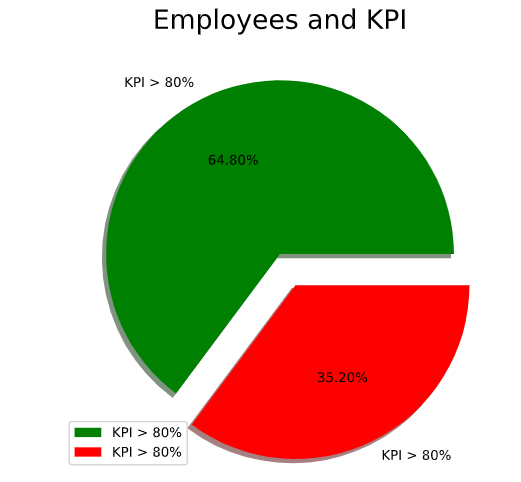 Employees and KPI
KPI > 80%
64.80%
35.20%
KPI > 80%
KPI > 80%
KPI > 80%